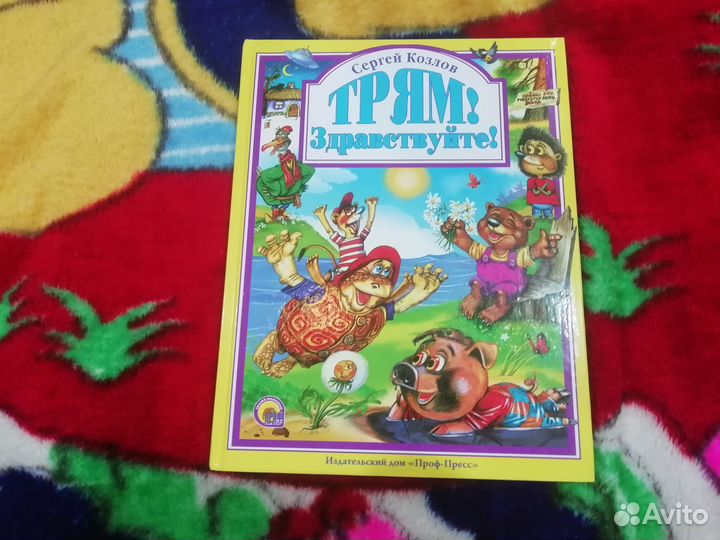 Сергей Козлов
ТРЯМ!
Здравствуйте!
Издательский дом «Проф-Пресс»
Avito